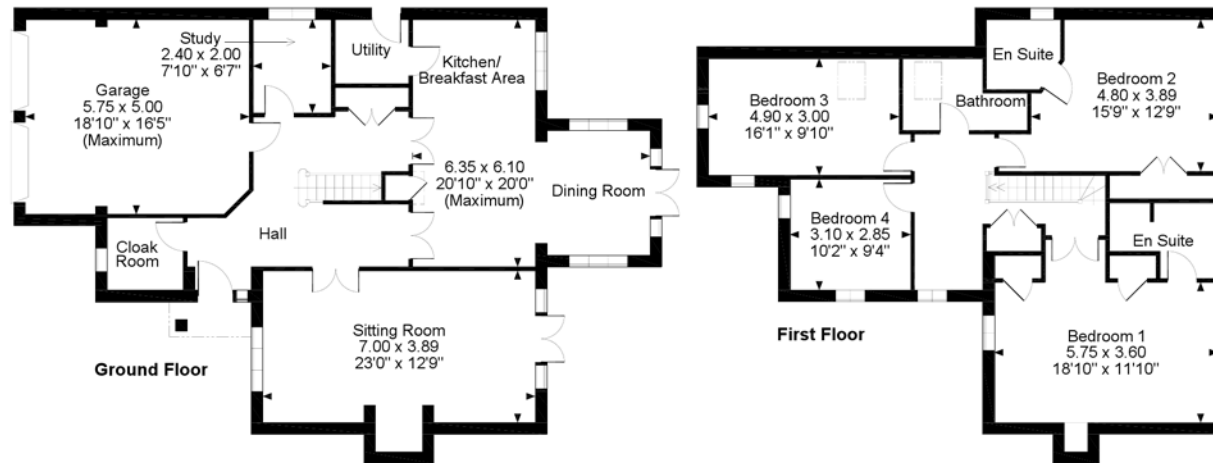 Garage
5.75 x 5.00
18'10" x 16'5"
(Maximum)
Study
2.40 x 2.00
7'10" x 6'7"
Utility
Kitchen/
Breakfast Area
6.35 x 6.10
20'10" x 20'0"
(Maximum)
Dining Room
Hall
Cloak
Room
Sitting Room
7.00 x 3.89
23'0" x 12'9"
Ground Floor
Bedroom 3
4.90 x 3.00
16'1" x 9'10"
Bathroom
En Suite
Bedroom 2
4.80 x 3.89
15'9" x 12'9"
Bedroom 4
3.10 x 2.85
10'2" x 9'4"
En Suite
Bedroom 1
5.75 x 3.60
18'10" x 11'10"
First Floor